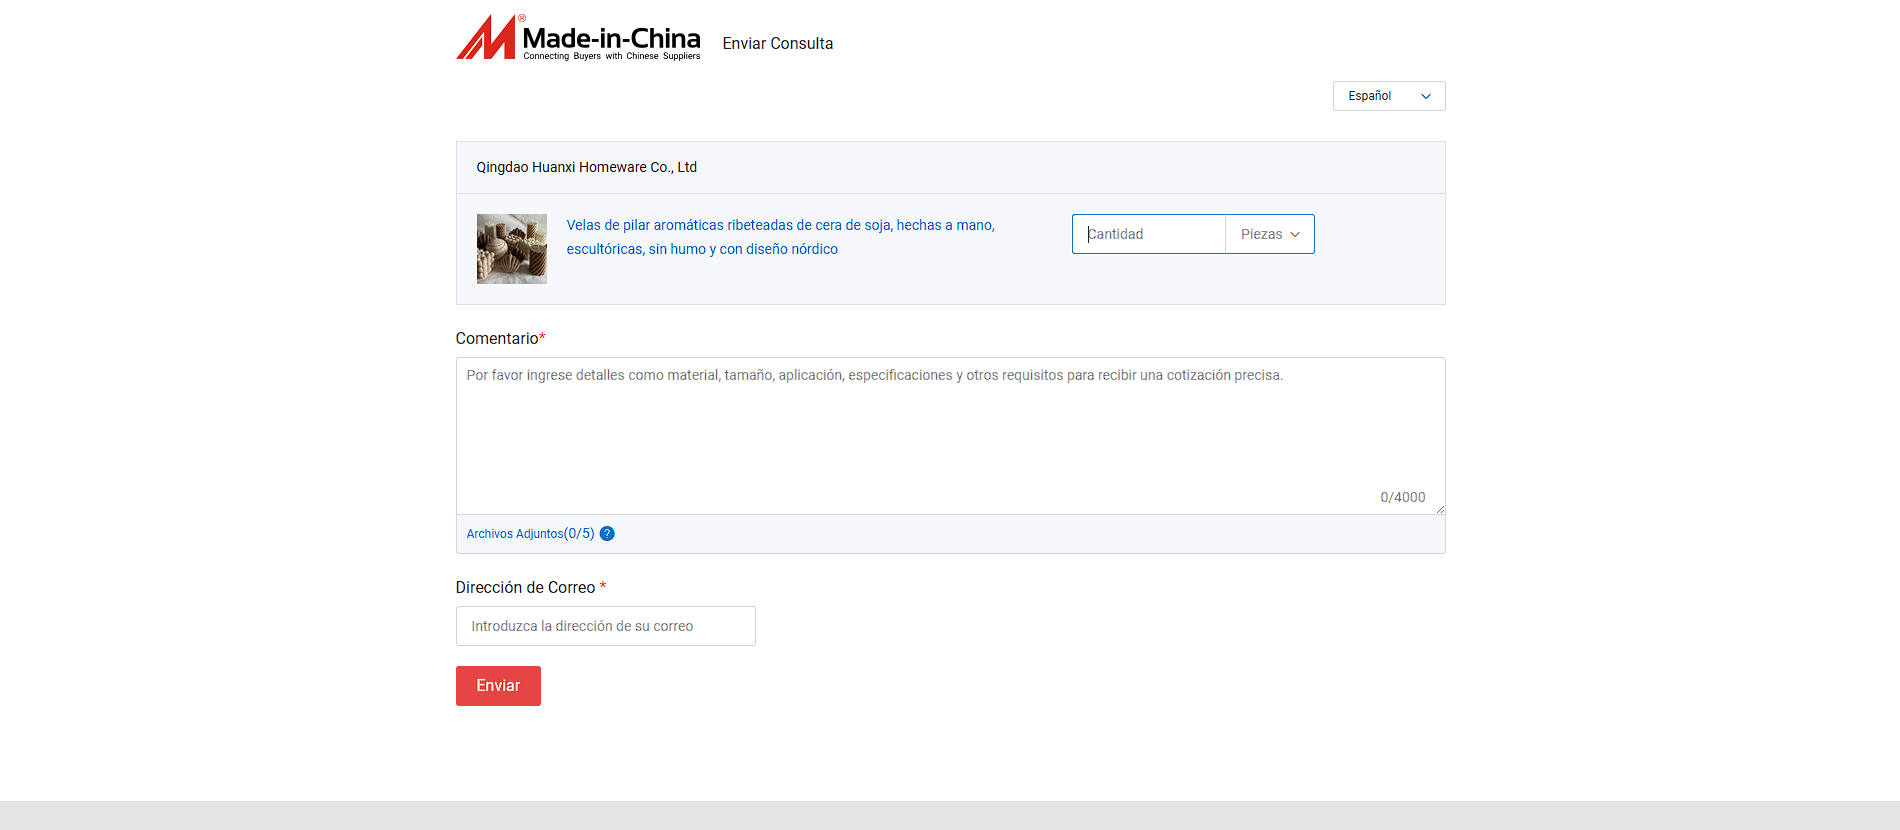 Made-in-China ®
Connecting Buyers with Chinese Suppliers
Enviar Consulta
Español
Qingdao Huanxi Homeware Co., Ltd
Velas de pilar aromáticas ribeteadas de cera de soja, hechas a mano,
escultóricas, sin humo y con diseño nórdico
Cantidad
Piezas
Comentario*
Por favor ingrese detalles como material, tamaño, aplicación, especificaciones y otros requisitos para recibir una cotización precisa.
0/4000
Archivos Adjuntos(0/5) ?
Dirección de Correo *
Introduzca la dirección de su correo
Enviar